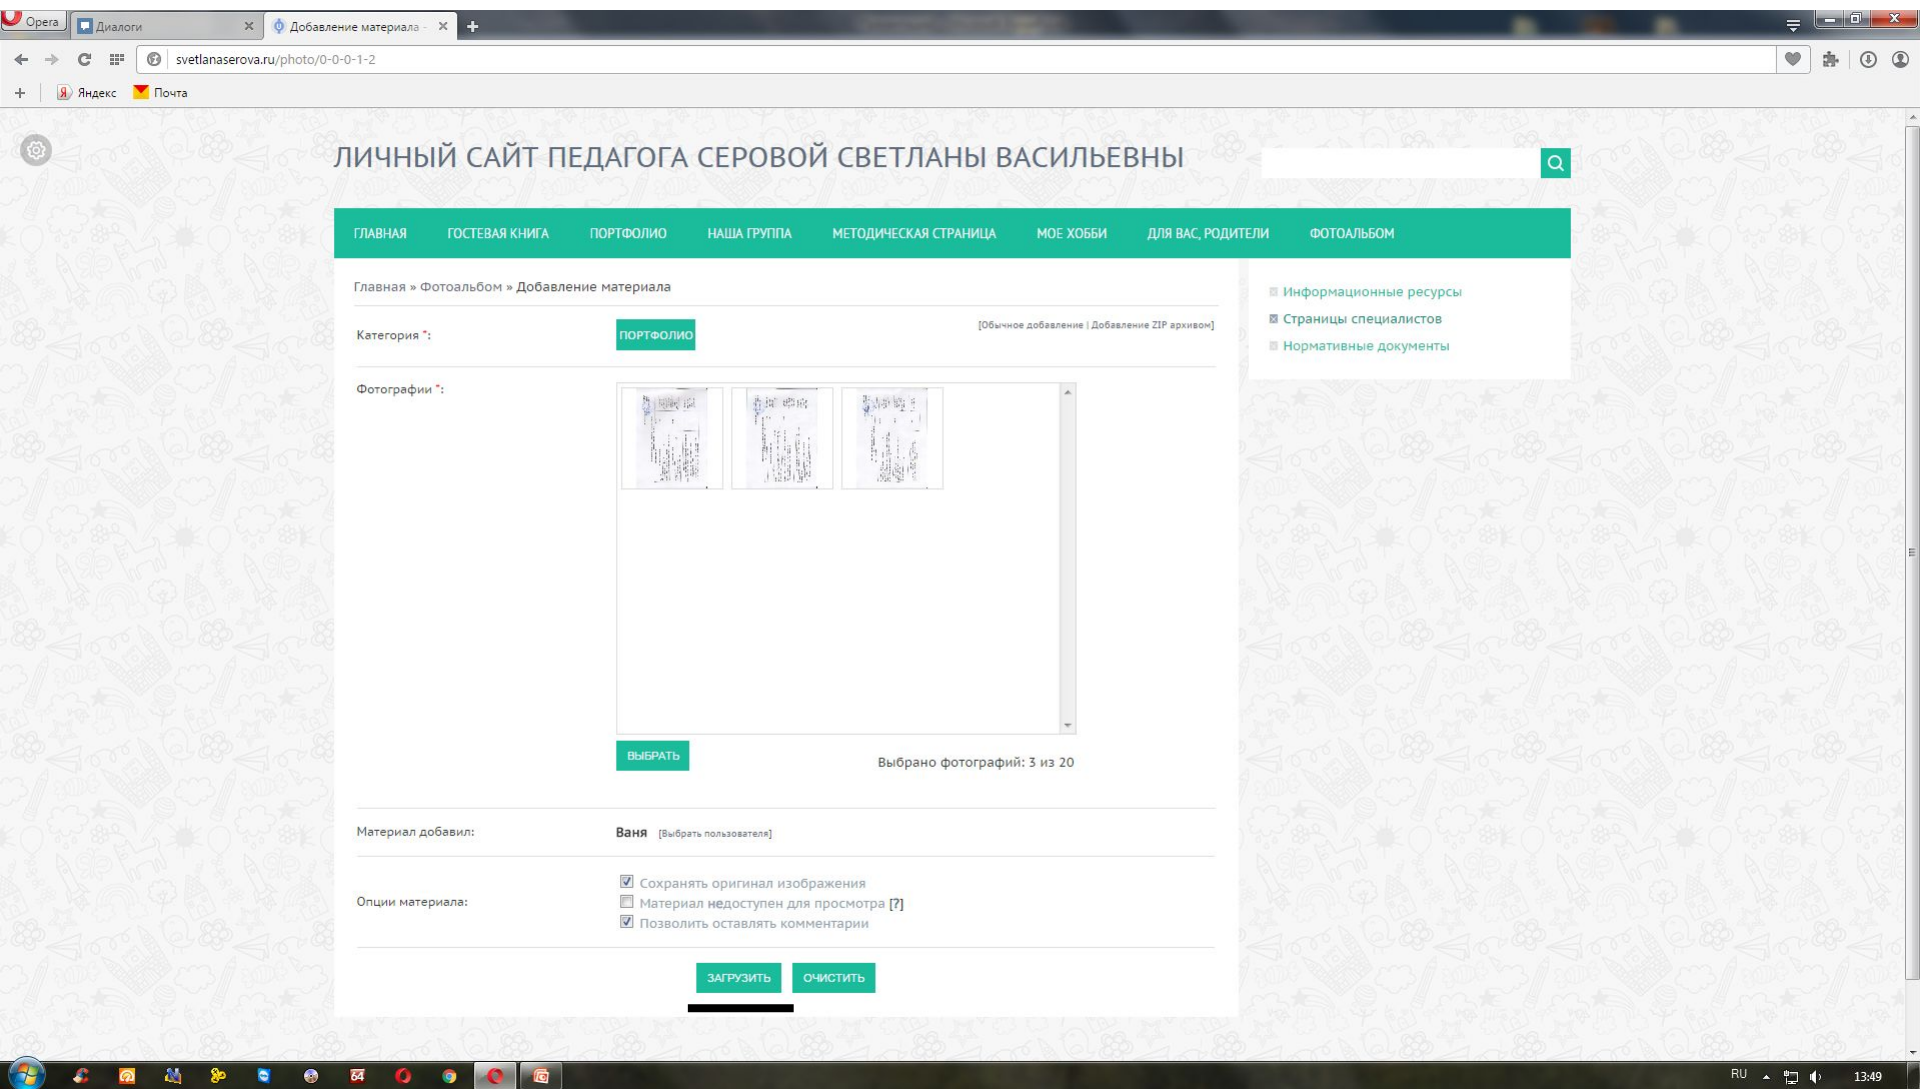 Opera
Диалоги
Добавление материала -
svetlanaserova.ru/photo/0-0-0-1-2
Яндекс
Почта
ЛИЧНЫЙ САЙТ ПЕДАГОГА СЕРОВОЙ СВЕТЛАНЫ ВАСИЛЬЕВНЫ
ГЛАВНАЯ ГОСТЕВАЯ КНИГА ПОРТФОЛИО НАША ГРУППА МЕТОДИЧЕСКАЯ СТРАНИЦА МОЕ ХОББИ ДЛЯ ВАС, РОДИТЕЛИ ФОТОАЛЬБОМ
Главная » Фотоальбом » Добавление материала
Категория *:
ПОРТФОЛИО
[Обычное добавление | Добавление ZIP архивом]
Фотографии *:
ВЫБРАТЬ
Выбрано фотографий: 3 из 20
Материал добавил:
Ваня [Выбрать пользователя]
Опции материала:
Сохранять оригинал изображения
Материал недоступен для просмотра [?]
Позволить оставлять комментарии
ЗАГРУЗИТЬ ОЧИСТИТЬ
Информационные ресурсы
Страницы специалистов
Нормативные документы
64
RU
13:49